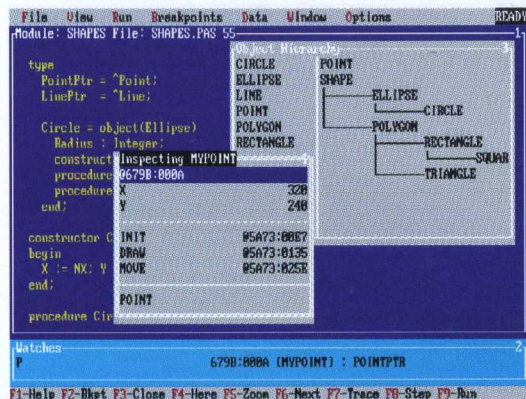 File View Run Breakpoints Data Window Options READY
Module: SHAPES File: SHAPES.PAS 55 1
type
PointPtr = ^Point;
LinePtr = ^Line;
Circle = object(Ellipse)
Radius : Integer;
construct
procedure
procedure
end;
constructor C
begin
X := NX; Y
end;
procedure Cir
Object Hierarchy 3
CIRCLE
ELLIPSE
LINE
POINT
POLYGON
RECTANGLE
POINT
SHAPE
ELLIPSE
CIRCLE
POLYGON
RECTANGLE
SQUAR
TRIANGLE
Inspecting MYPOINT 4
@679B:000A
X 320
Y 240
INIT @5A73:00E7
DRAW @5A73:0135
MOVE @5A73:025E
POINT
Watches 2
P 679B:000A [MYPOINT] : POINTPTR
F1-Help F2-Bkpt F3-Close F4-Here F5-Zoom F6-Next F7-Trace F8-Step F9-Run